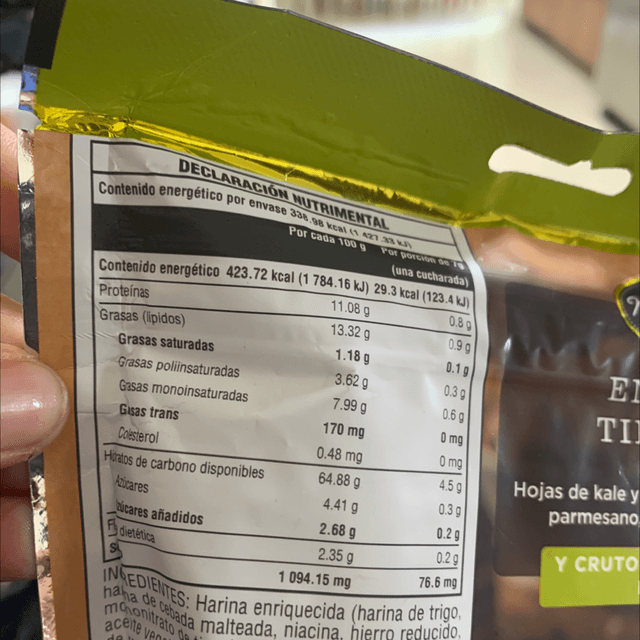 DECLARACIÓN NUTRIMENTAL
Contenido energético por envase 338.98 kcal (1 427.33 kJ)
Por cada 100 g Por porción de 7g
(una cucharada)
Contenido energético 423.72 kcal (1 784.16 kJ) 29.3 kcal (123.4 kJ)
Proteínas 11.08 g 0.8 g
Grasas (lípidos) 13.32 g 0.9 g
Grasas saturadas 1.18 g 0.1 g
Grasas poliinsaturadas 3.62 g 0.3 g
Gasas monoinsaturadas 7.99 g 0.6 g
Gasas trans 170 mg 0 mg
Colesterol 0.48 mg 0 mg
Hidratos de carbono disponibles 64.88 g 4.5 g
Azúcares 4.41 g 0.3 g
Azúcares añadidos 2.68 g 0.2 g
dietética 2.35 g 0.2 g
1 094.15 mg 76.6 mg
INGREDIENTES: Harina enriquecida (harina de trigo,
de cebada malteada, niacina, hierro reducido,
mononitrato de
aceite
Hojas de kale y
parmesano
Y CRUTO